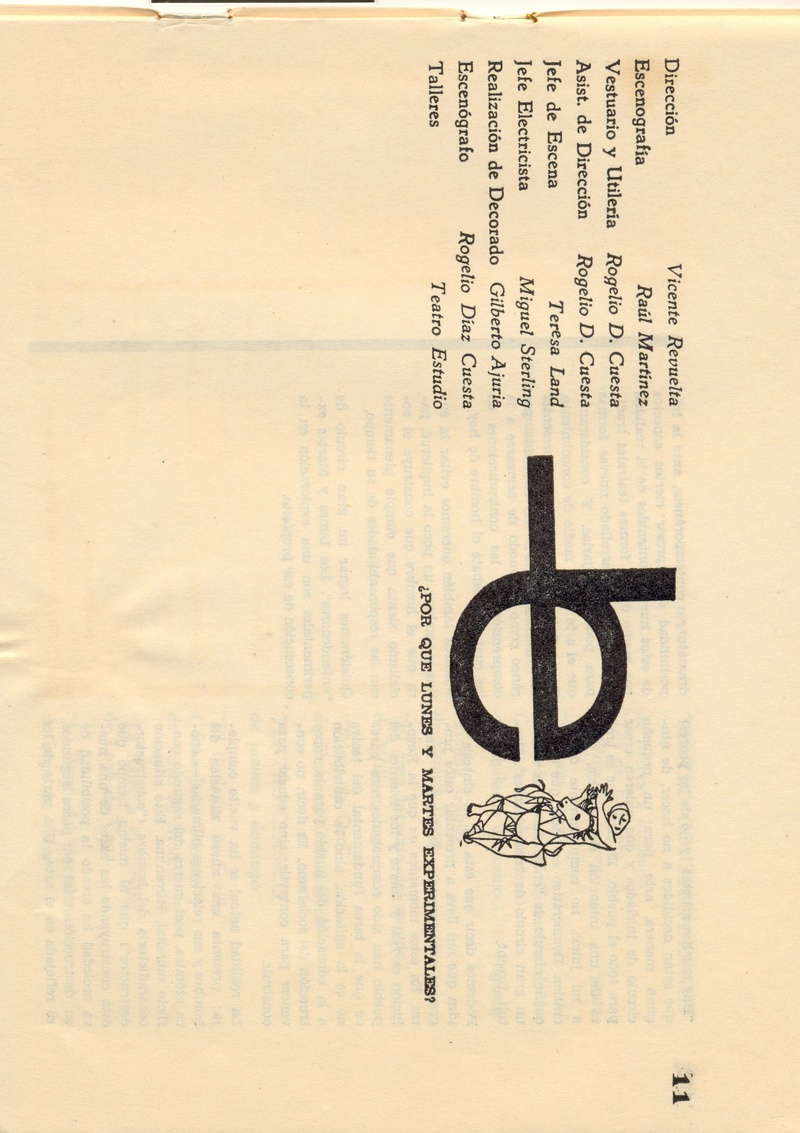 Dirección Vicente Revuelta
Escenografía Raúl Martínez
Vestuario y Utilería Rogelio D. Cuesta
Asist. de Dirección Rogelio D. Cuesta
Jefe de Escena Teresa Land
Jefe Electricista Miguel Sterling
Realización de Decorado Gilberto Ajuria
Escenógrafo Rogelio Díaz Cuesta
Talleres Teatro Estudio
te
¿POR QUE LUNES Y MARTES EXPERIMENTALES?
11